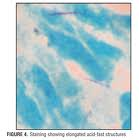 FIGURE 4. Staining showing elongated acid-fast structures